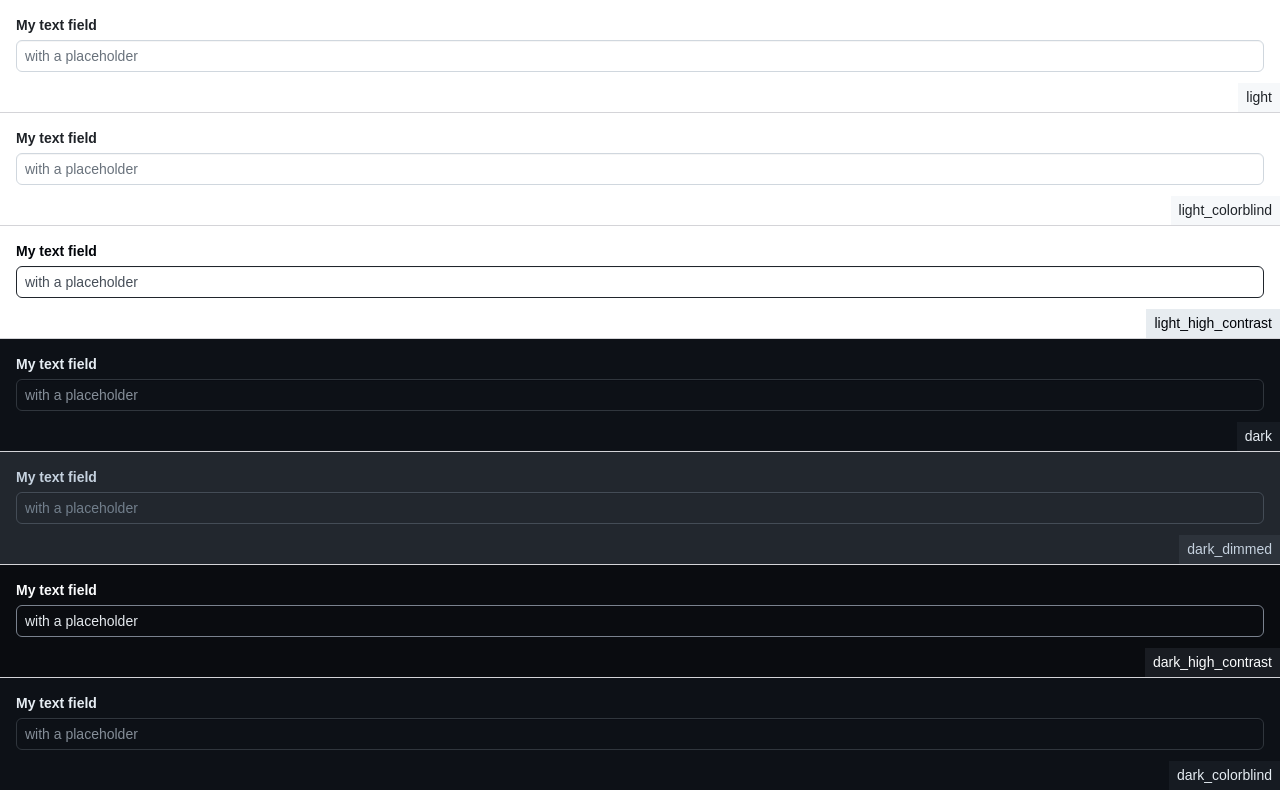 My text field
with a placeholder
light
My text field
with a placeholder
light_colorblind
My text field
with a placeholder
light_high_contrast
My text field
with a placeholder
dark
My text field
with a placeholder
dark_dimmed
My text field
with a placeholder
dark_high_contrast
My text field
with a placeholder
dark_colorblind